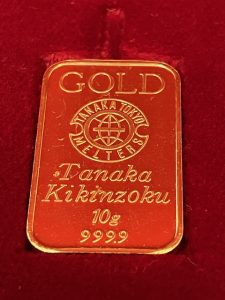 GOLD
TANAKA TOKYO
MELTERS
Tanaka
Kikinzoku
10g
999.9